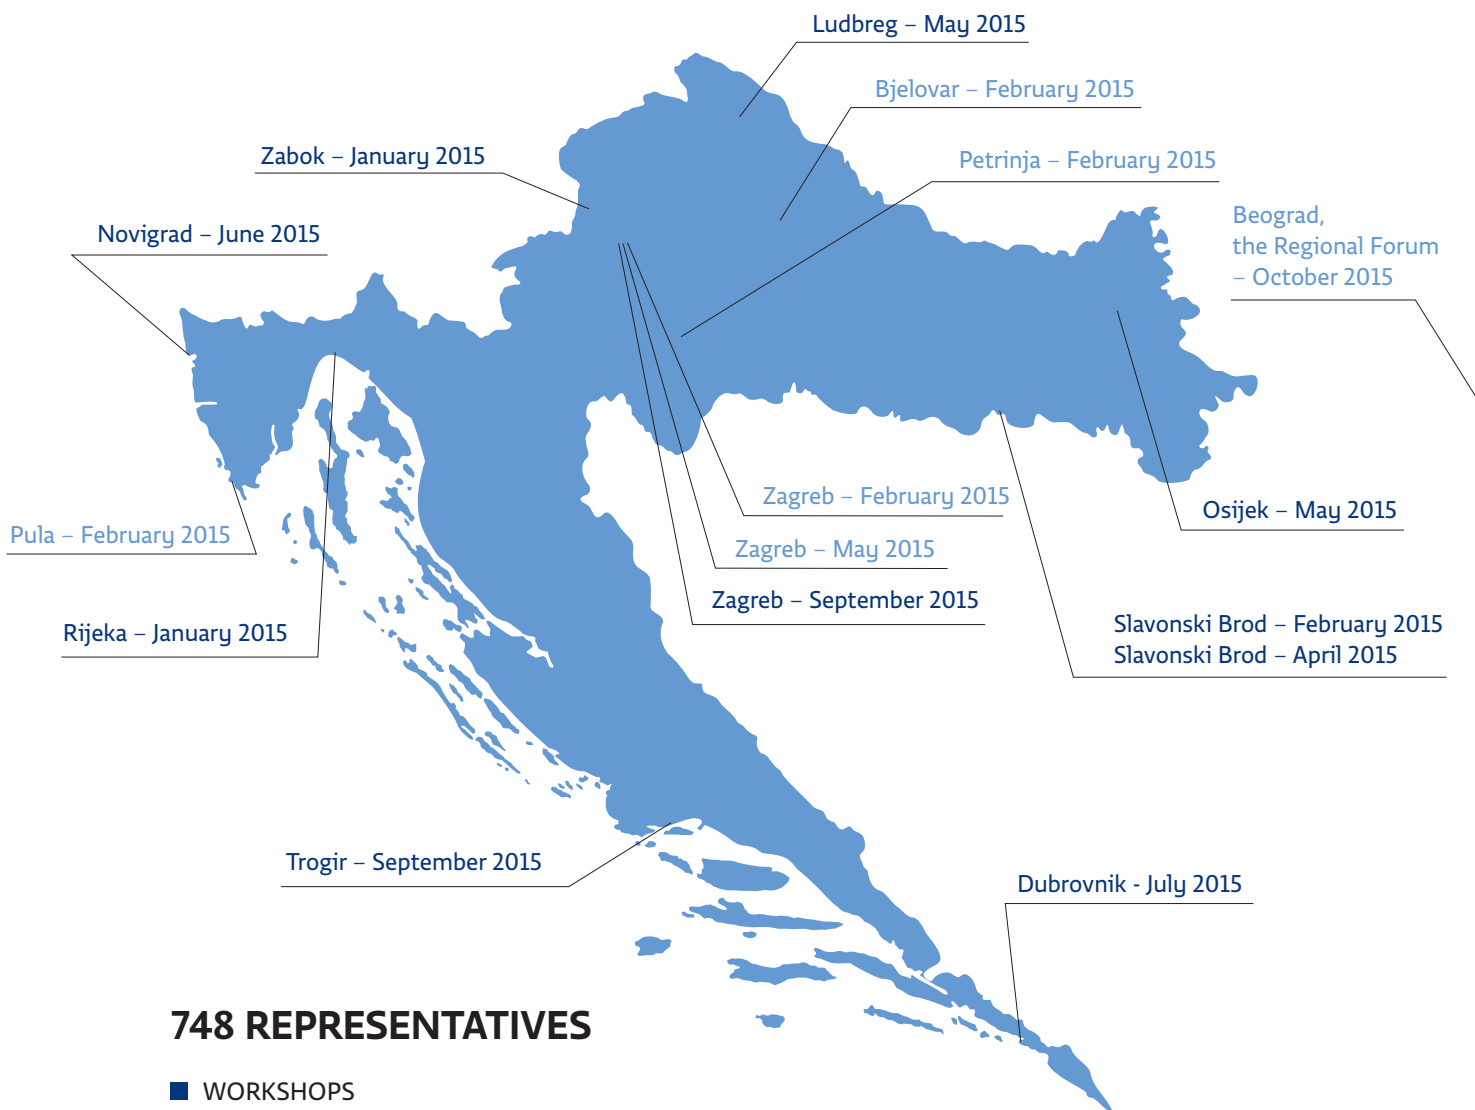 Ludbreg – May 2015
Bjelovar – February 2015
Zabok – January 2015
Petrinja – February 2015
Novigrad – June 2015
Beograd,
the Regional Forum
– October 2015
Zagreb – February 2015
Osijek – May 2015
Pula – February 2015
Zagreb – May 2015
Zagreb – September 2015
Rijeka – January 2015
Slavonski Brod – February 2015
Slavonski Brod – April 2015
Trogir – September 2015
Dubrovnik - July 2015
748 REPRESENTATIVES
WORKSHOPS